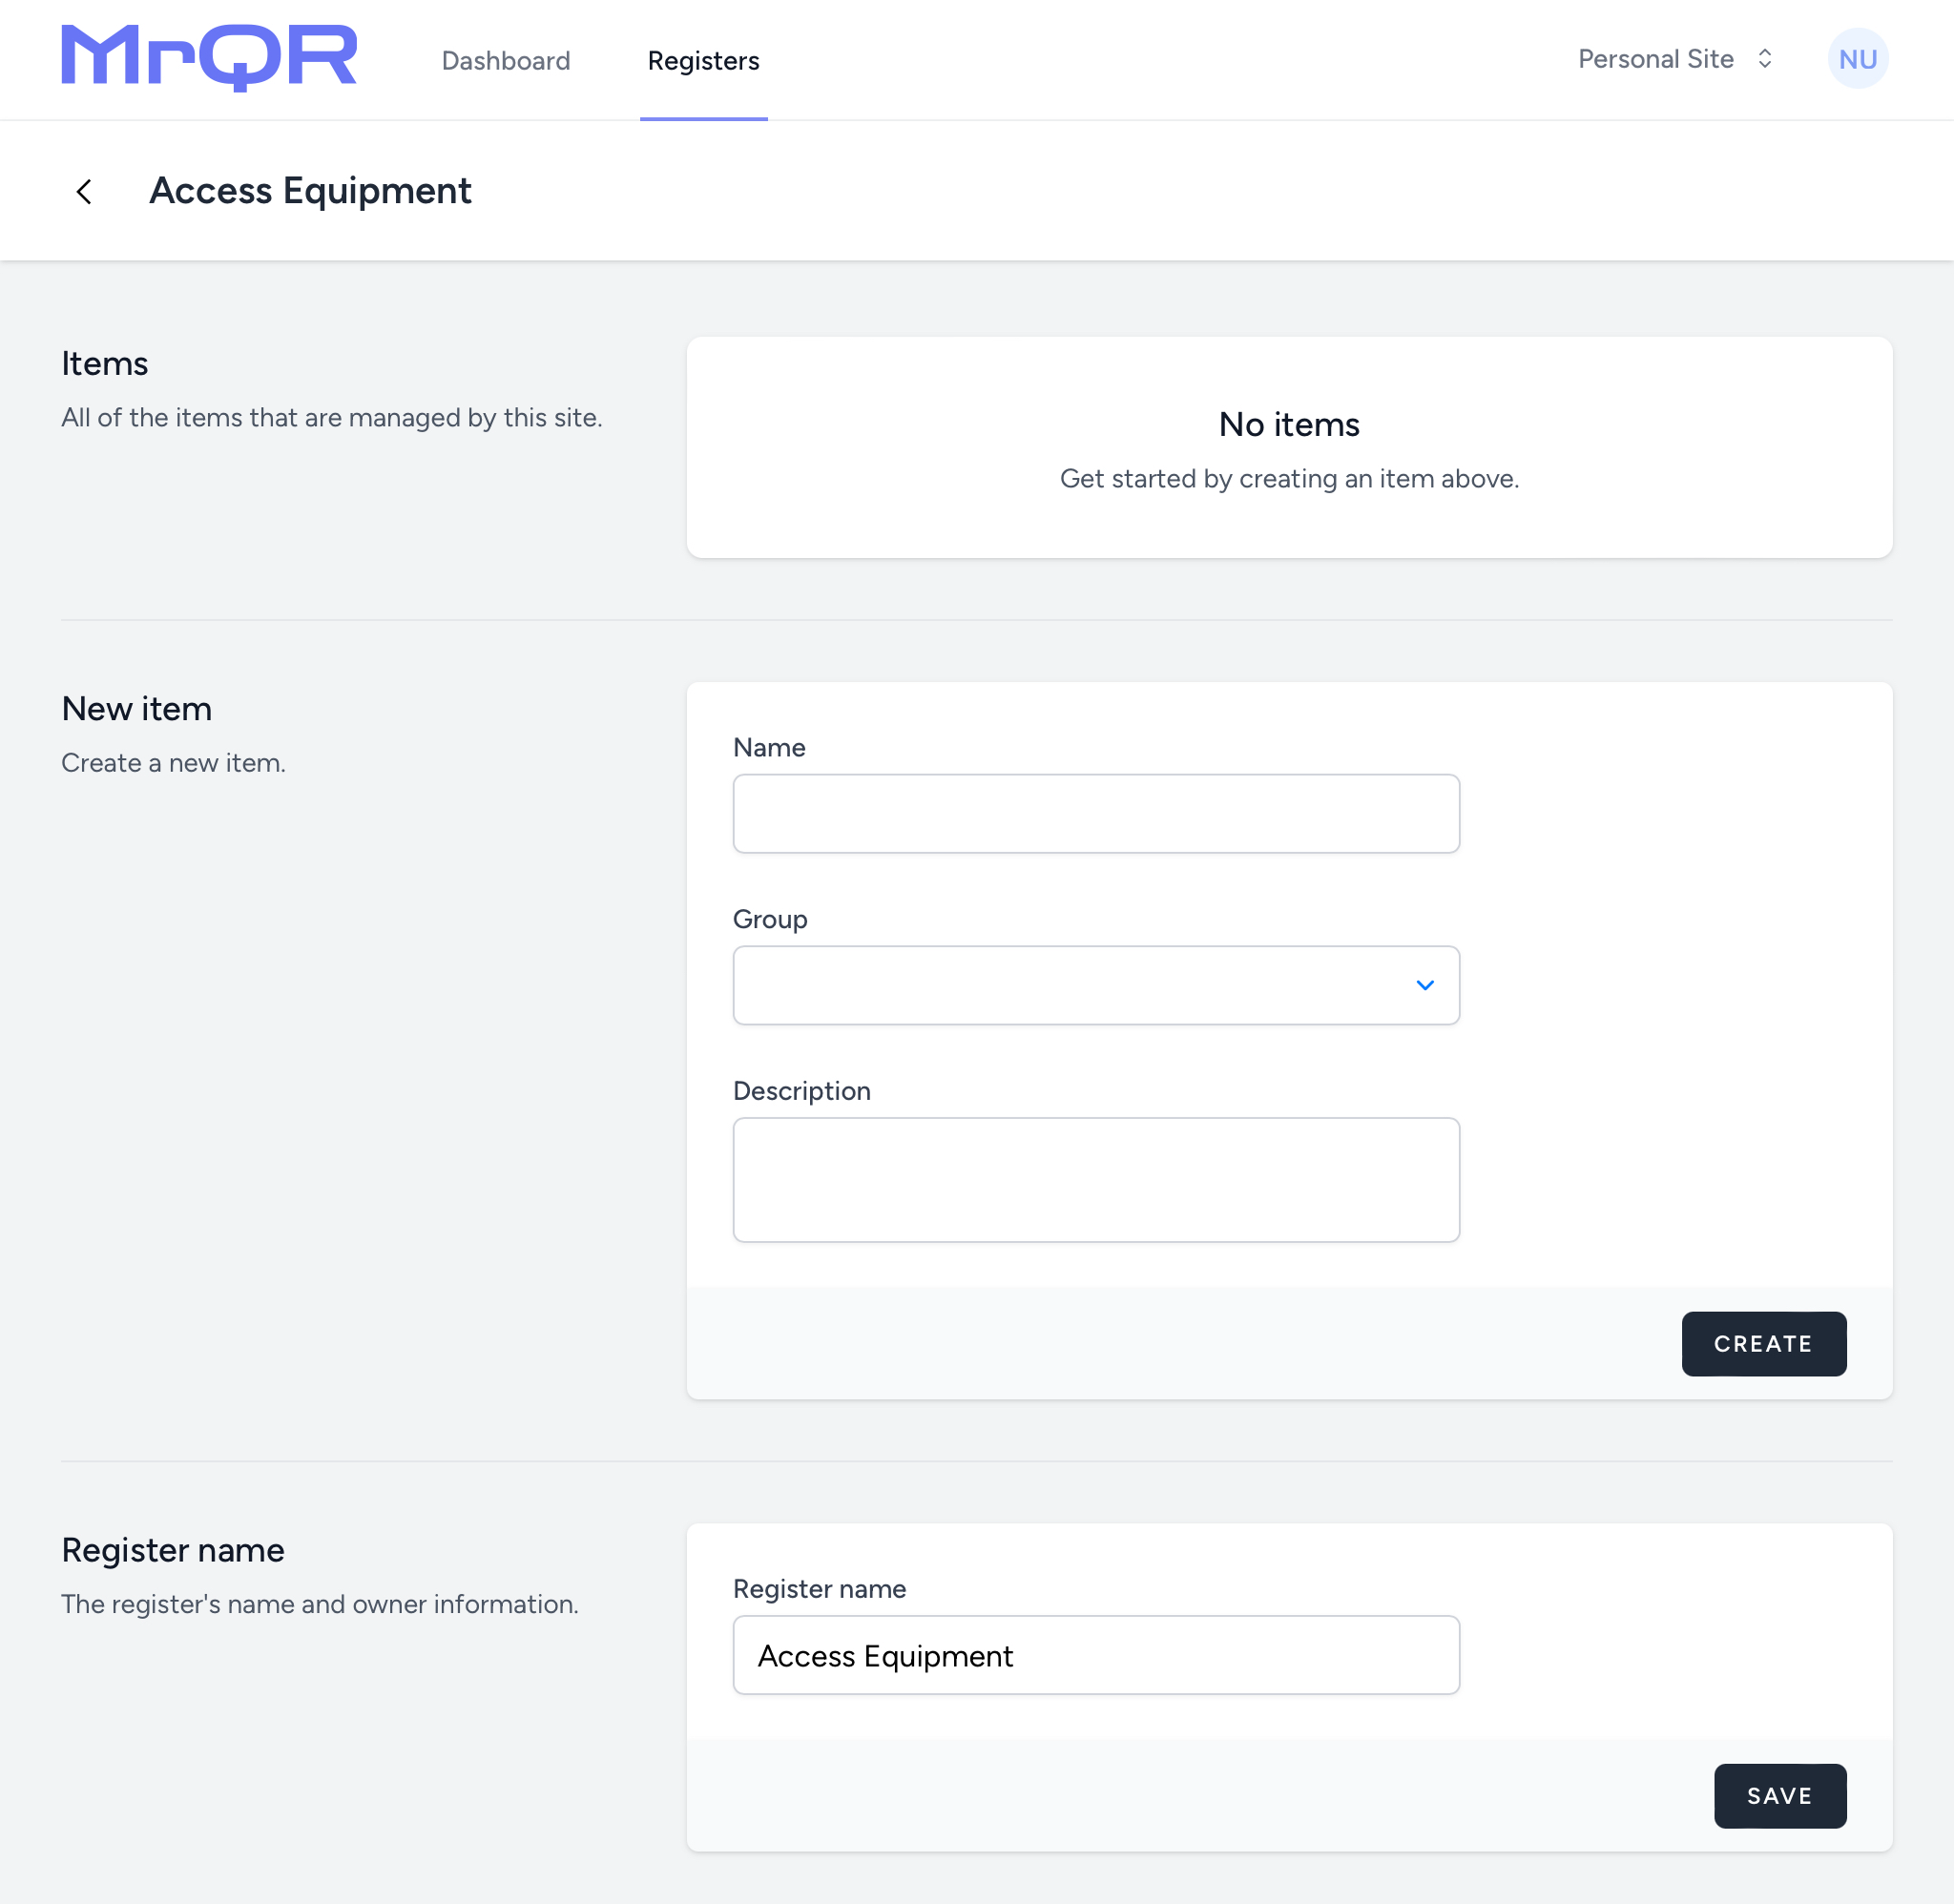 MrQR
Dashboard
Registers
Personal Site
NU
Access Equipment
Items
All of the items that are managed by this site.
No items
Get started by creating an item above.
New item
Create a new item.
Name
Group
Description
CREATE
Register name
The register's name and owner information.
Register name
Access Equipment
SAVE